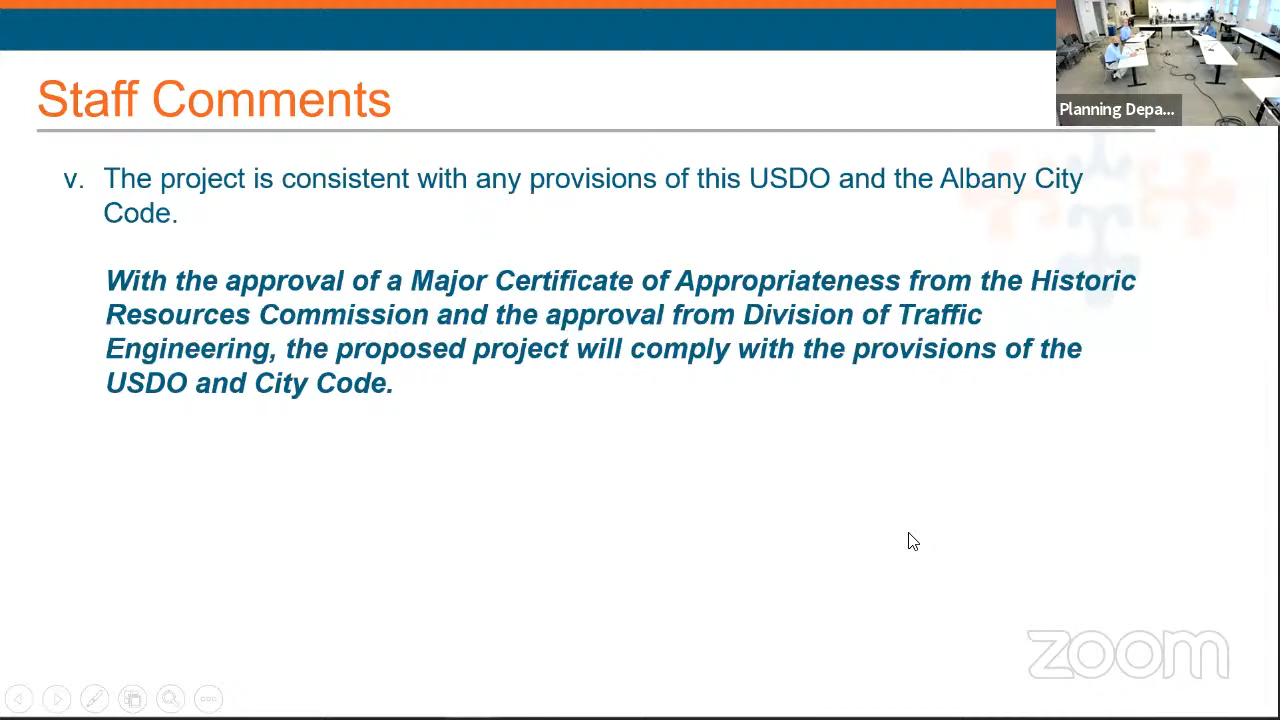 Staff Comments
Planning Depa...
v. The project is consistent with any provisions of this USDO and the Albany City
Code.
With the approval of a Major Certificate of Appropriateness from the Historic
Resources Commission and the approval from Division of Traffic
Engineering, the proposed project will comply with the provisions of the
USDO and City Code.
zoom